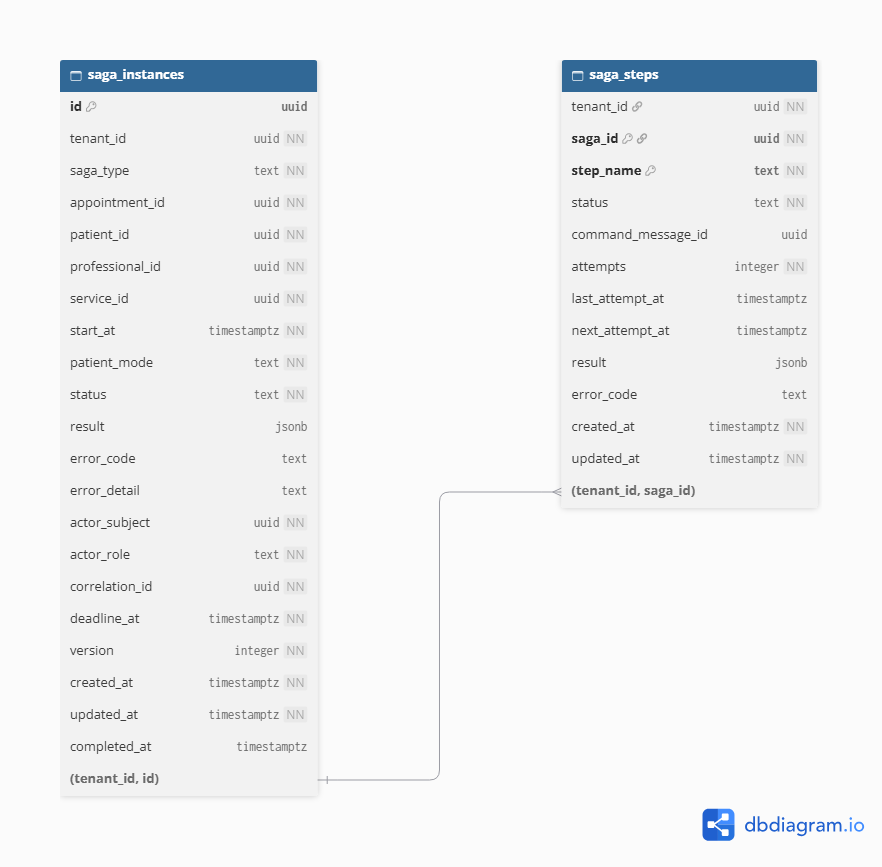 saga_instances
id uuid
tenant_id uuid NN
saga_type text NN
appointment_id uuid NN
patient_id uuid NN
professional_id uuid NN
service_id uuid NN
start_at timestamptz NN
patient_mode text NN
status text NN
result jsonb
error_code text
error_detail text
actor_subject uuid NN
actor_role text NN
correlation_id uuid NN
deadline_at timestamptz NN
version integer NN
created_at timestamptz NN
updated_at timestamptz NN
completed_at timestamptz
(tenant_id, id)
saga_steps
tenant_id uuid NN
saga_id uuid NN
step_name text NN
status text NN
command_message_id uuid
attempts integer NN
last_attempt_at timestamptz
next_attempt_at timestamptz
result jsonb
error_code text
created_at timestamptz NN
updated_at timestamptz NN
(tenant_id, saga_id)
dbdiagram.io